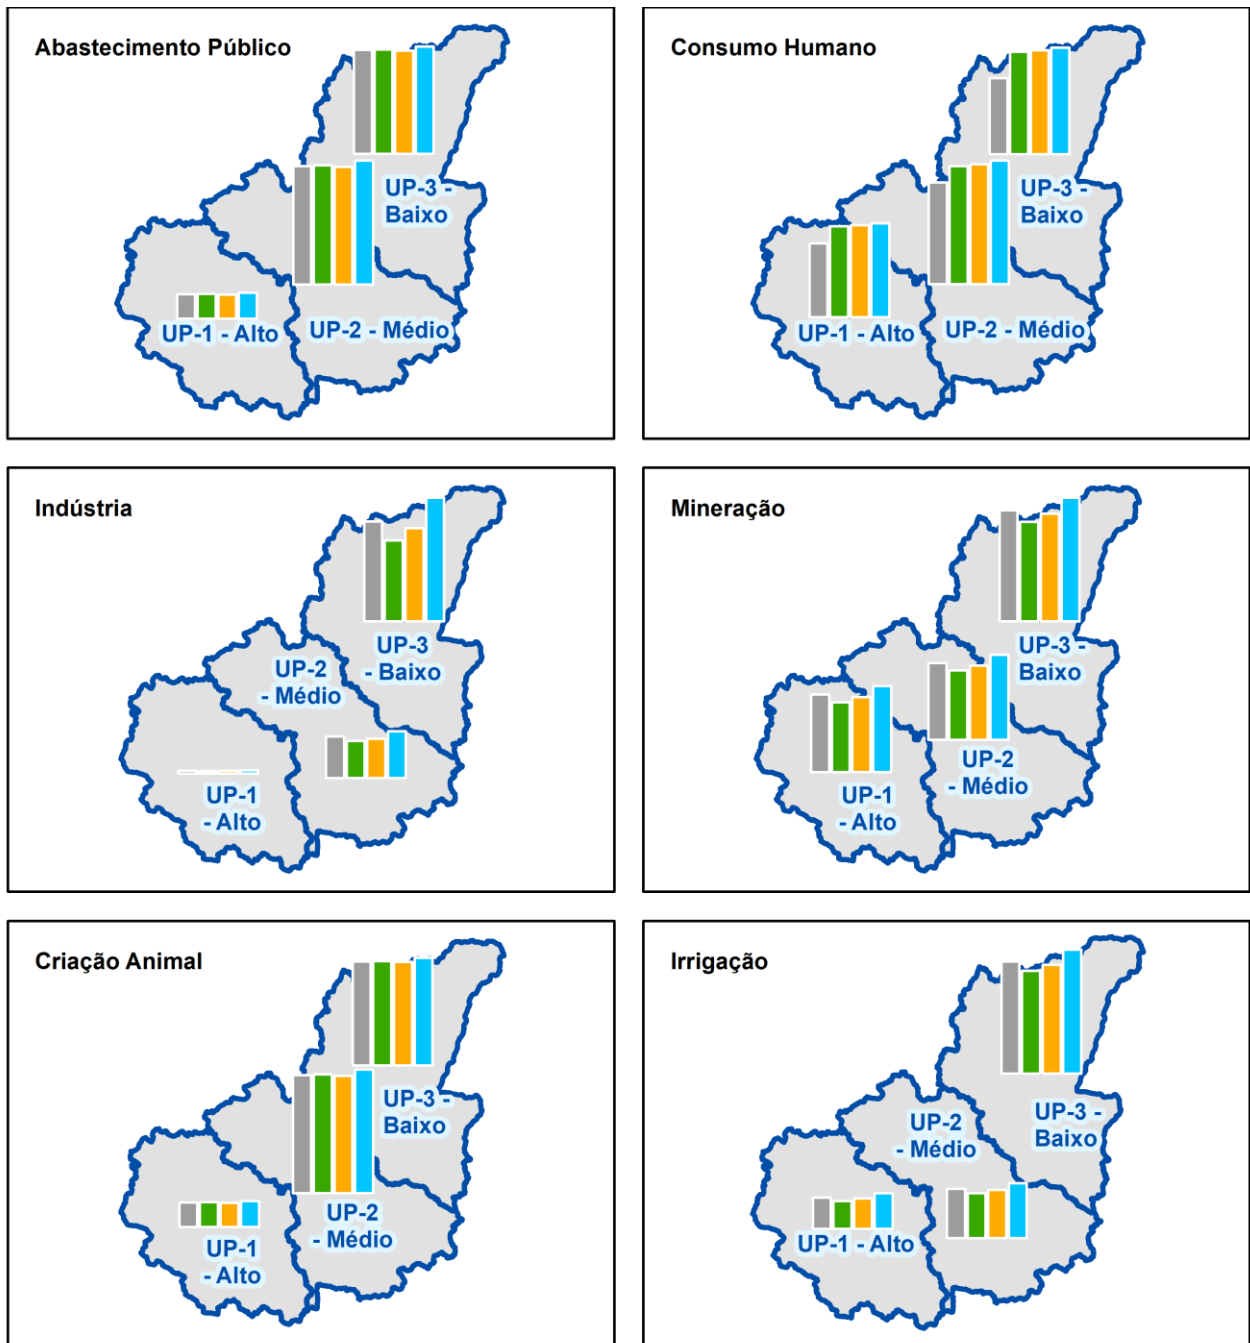 Abastecimento Público
UP-3 -
Baixo
UP-1 - Alto
UP-2 - Médio
Consumo Humano
UP-3 -
Baixo
UP-1 - Alto
UP-2 - Médio
Indústria
UP-3
- Baixo
UP-2
- Médio
UP-1
- Alto
Mineração
UP-3 -
Baixo
UP-2
- Médio
UP-1
- Alto
Criação Animal
UP-3 -
Baixo
UP-2
- Médio
UP-1
- Alto
Irrigação
UP-3 -
Baixo
UP-2
- Médio
UP-1 - Alto